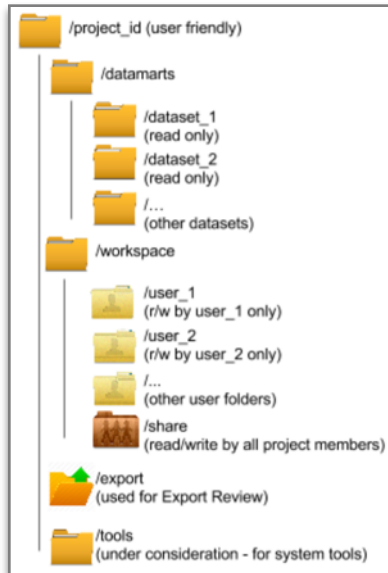 /project_id (user friendly)
/datamarts
/dataset_1
(read only)
/dataset_2
(read only)
/...
(other datasets)
/workspace
/user_1
(r/w by user_1 only)
/user_2
(r/w by user_2 only)
/...
(other user folders)
/share
(read/write by all project members)
/export
(used for Export Review)
/tools
(under consideration - for system tools)